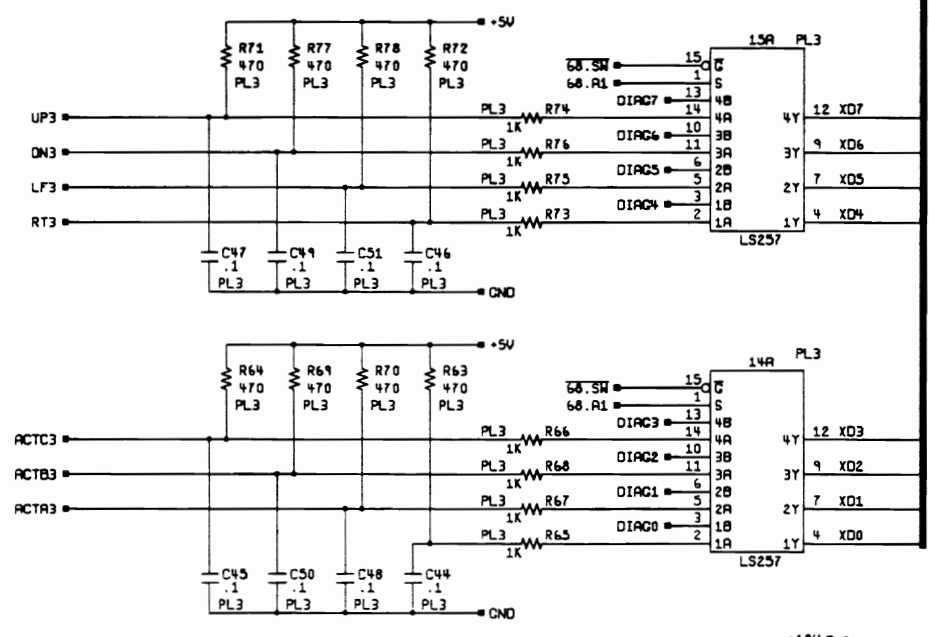 +5V
R71 R77 R78 R72
470 470 470 470
PL3 PL3 PL3 PL3
15A PL3
68.SW 15 G
68.A1 1 S
DIAG7 13 4B
UP3 PL3 1K R74 14 4A 4Y 12 XD7
DIAG6 10 3B
DN3 PL3 1K R76 11 3A 3Y 9 XD6
DIAG5 6 2B
LF3 PL3 1K R75 5 2A 2Y 7 XD5
DIAG4 3 1B
RT3 PL3 1K R73 2 1A 1Y 4 XD4
LS257
C47 C49 C51 C46
.1 .1 .1 .1
PL3 PL3 PL3 PL3
GND
+5V
R64 R69 R70 R63
470 470 470 470
PL3 PL3 PL3 PL3
14A PL3
68.SW 15 G
68.A1 1 S
DIAG3 13 4B
ACTC3 PL3 1K R66 14 4A 4Y 12 XD3
DIAG2 10 3B
ACTB3 PL3 1K R68 11 3A 3Y 9 XD2
DIAG1 6 2B
ACTA3 PL3 1K R67 5 2A 2Y 7 XD1
DIAG0 3 1B
PL3 1K R65 2 1A 1Y 4 XD0
LS257
C45 C50 C48 C44
.1 .1 .1 .1
PL3 PL3 PL3 PL3
GND